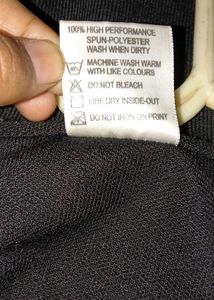 100% HIGH PERFORMANCE
SPUN-POLYESTER
WASH WHEN DIRTY
MACHINE WASH WARM
WITH LIKE COLOURS
DO NOT BLEACH
LINE DRY INSIDE-OUT
DO NOT IRON ON PRINT